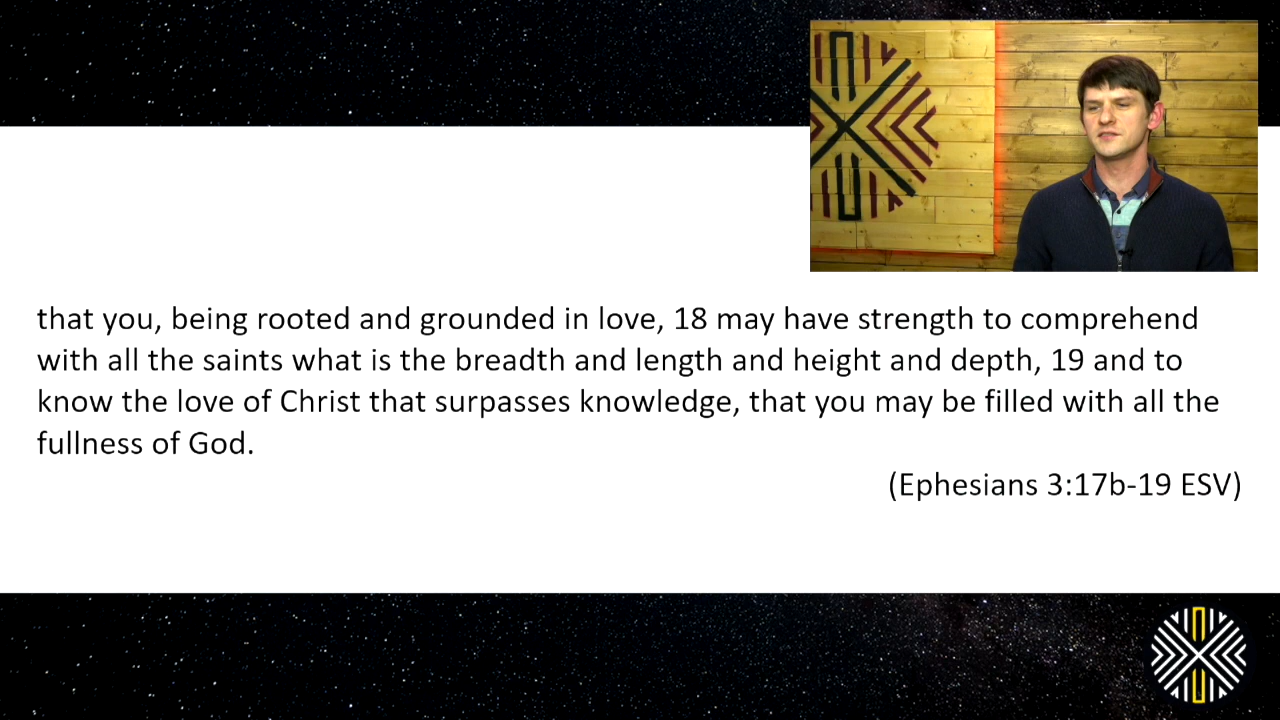 that you, being rooted and grounded in love, 18 may have strength to comprehend
with all the saints what is the breadth and length and height and depth, 19 and to
know the love of Christ that surpasses knowledge, that you may be filled with all the
fullness of God.
(Ephesians 3:17b-19 ESV)